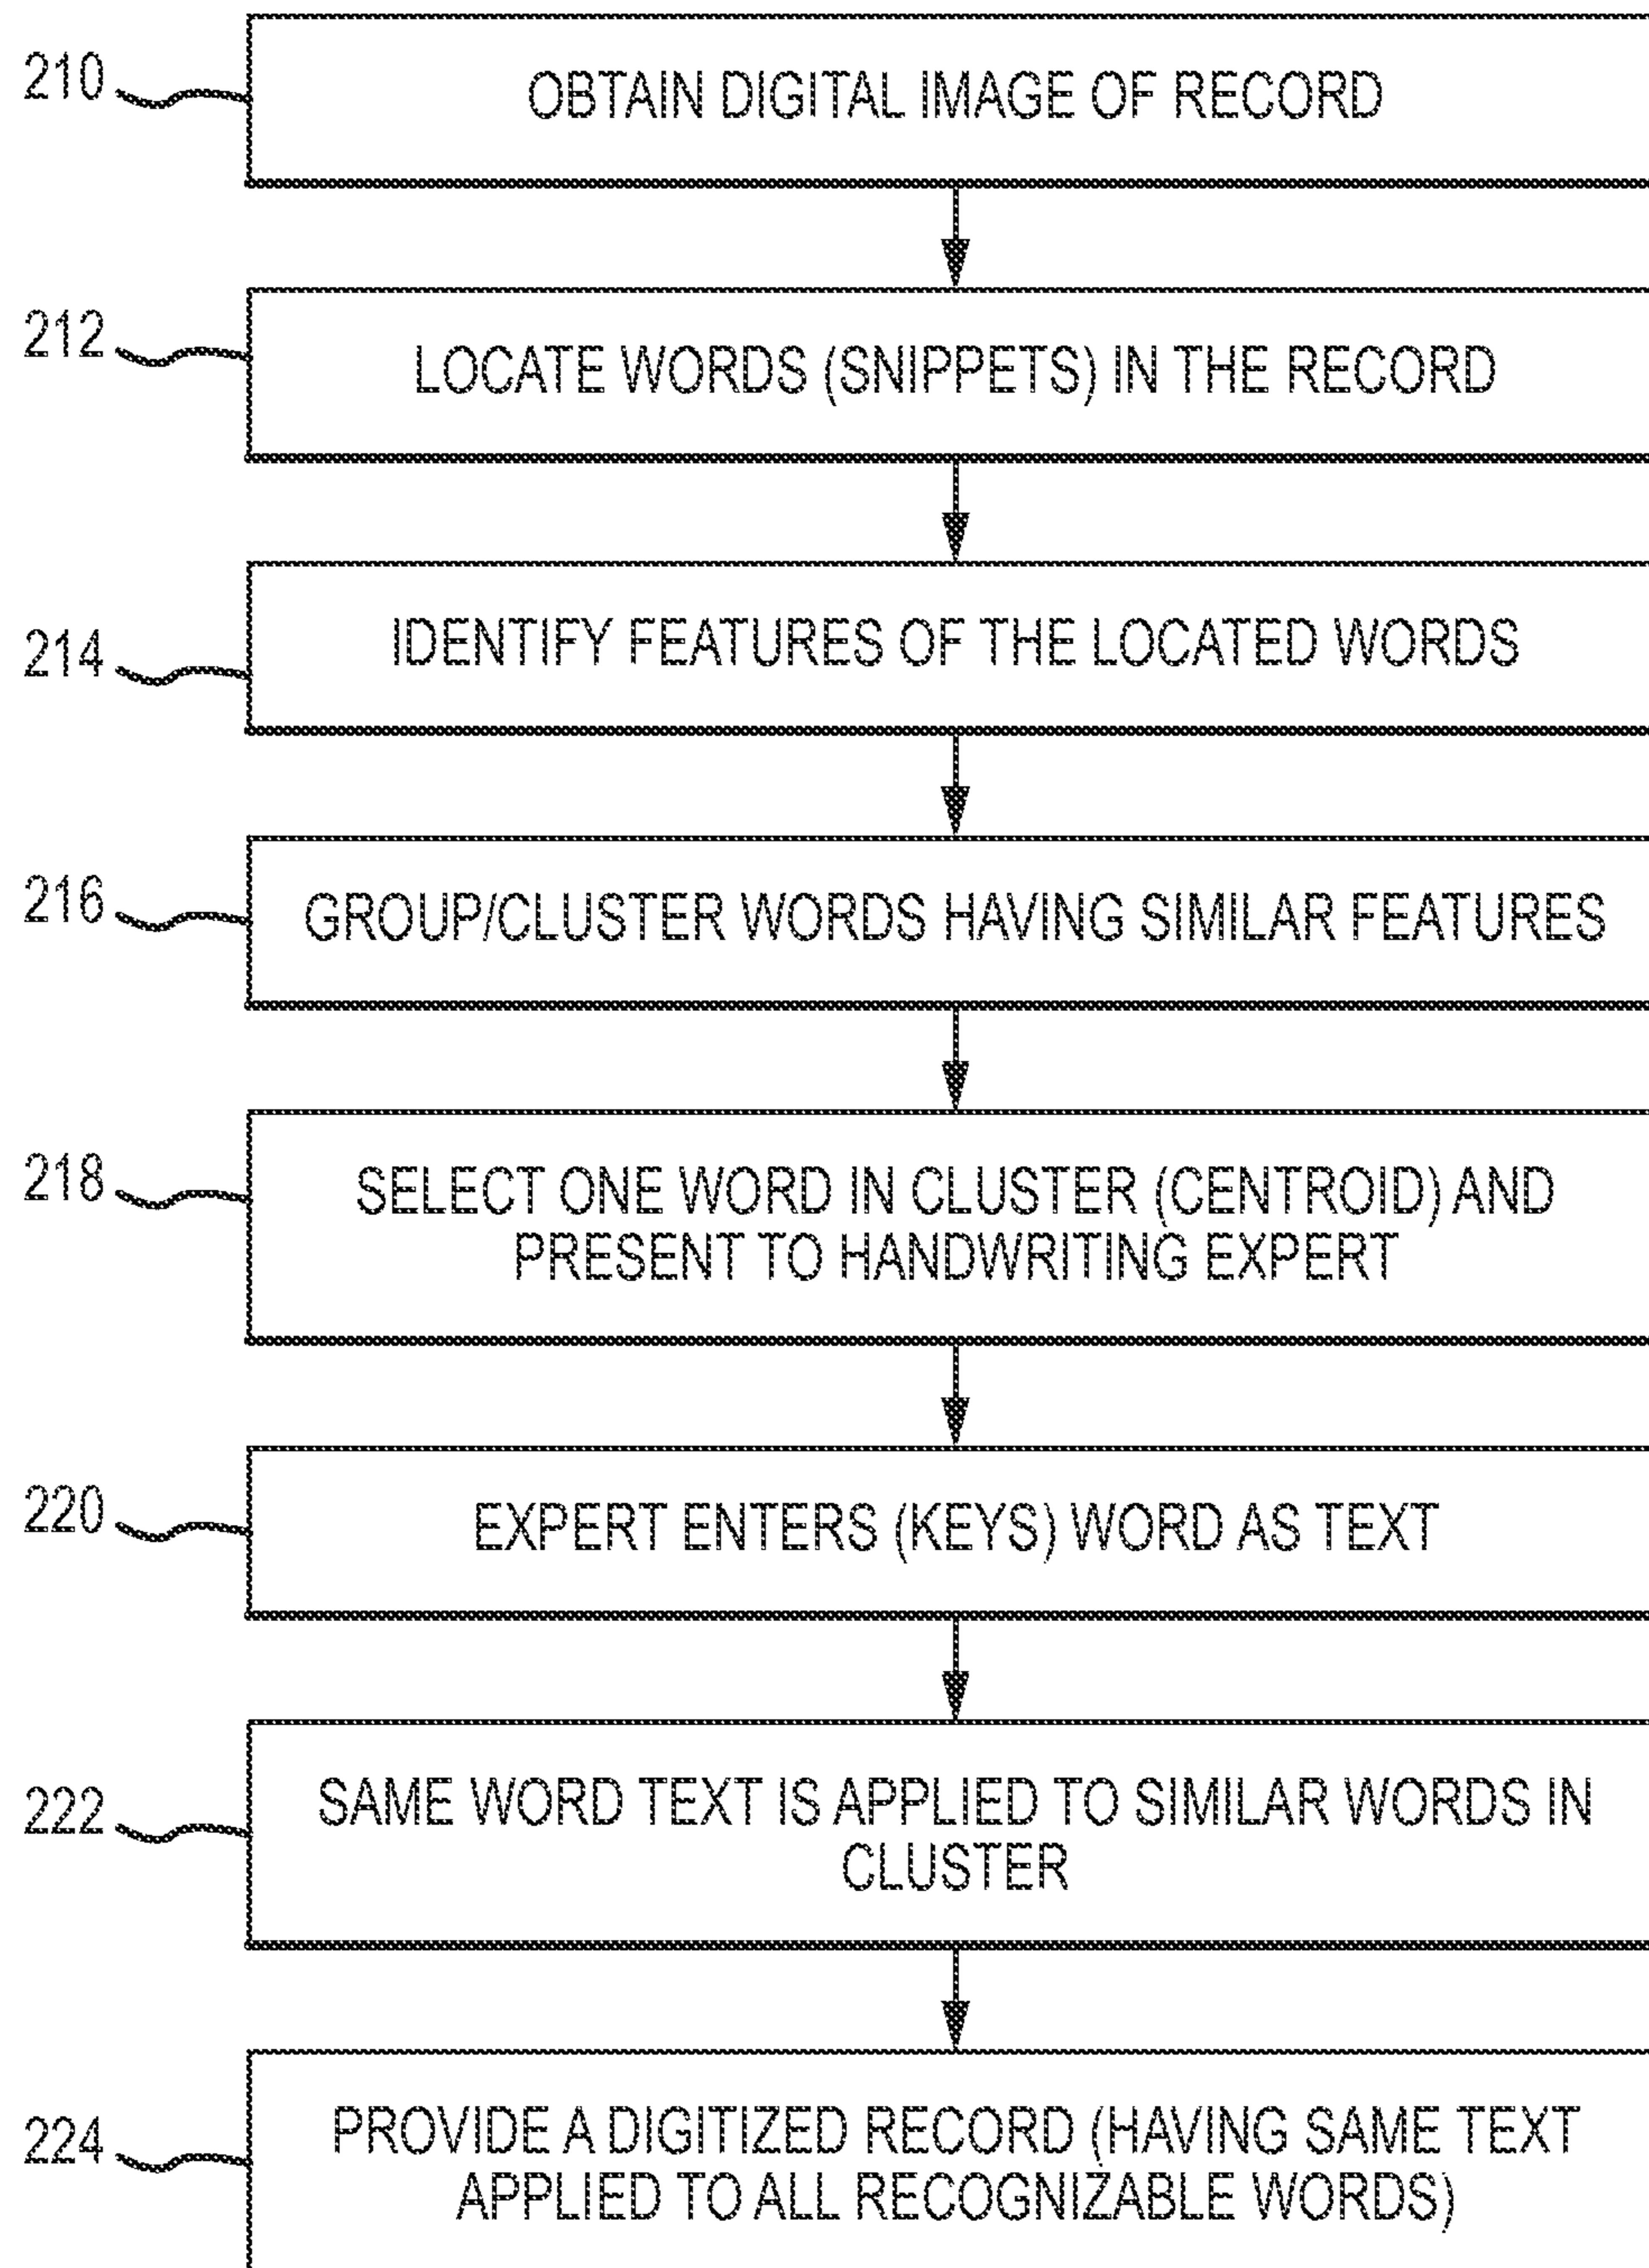 210 OBTAIN DIGITAL IMAGE OF RECORD
212 LOCATE WORDS (SNIPPETS) IN THE RECORD
214 IDENTIFY FEATURES OF THE LOCATED WORDS
216 GROUP/CLUSTER WORDS HAVING SIMILAR FEATURES
218 SELECT ONE WORD IN CLUSTER (CENTROID) AND
PRESENT TO HANDWRITING EXPERT
220 EXPERT ENTERS (KEYS) WORD AS TEXT
222 SAME WORD TEXT IS APPLIED TO SIMILAR WORDS IN
CLUSTER
224 PROVIDE A DIGITIZED RECORD (HAVING SAME TEXT
APPLIED TO ALL RECOGNIZABLE WORDS)